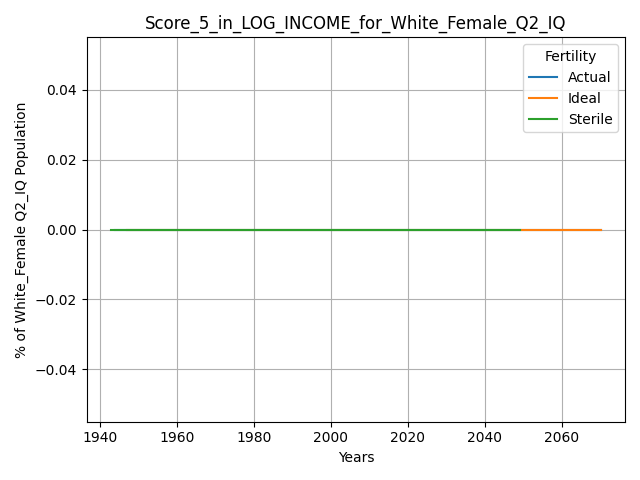 Score_5_in_LOG_INCOME_for_White_Female_Q2_IQ
Fertility
Actual
Ideal
Sterile
% of White_Female Q2_IQ Population
0.04
0.02
0.00
−0.02
−0.04
1940 1960 1980 2000 2020 2040 2060
Years